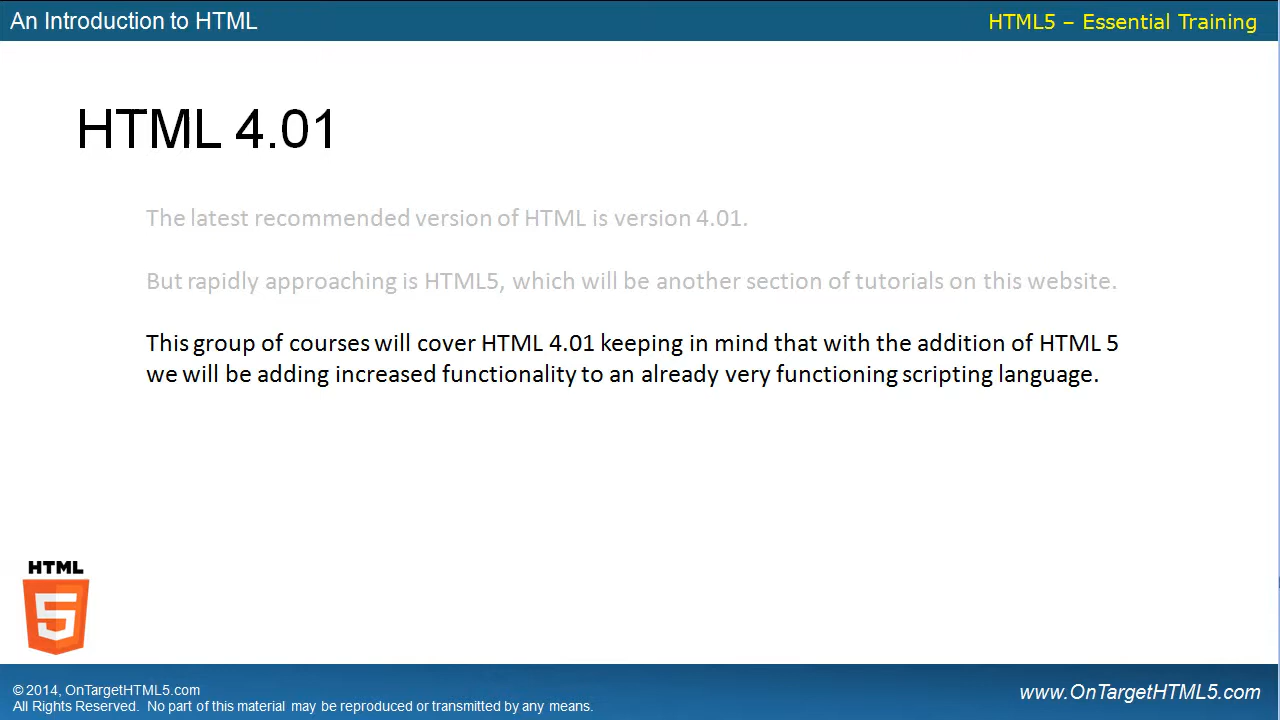 An Introduction to HTML
HTML5 – Essential Training
HTML 4.01
The latest recommended version of HTML is version 4.01.
But rapidly approaching is HTML5, which will be another section of tutorials on this website.
This group of courses will cover HTML 4.01 keeping in mind that with the addition of HTML 5
we will be adding increased functionality to an already very functioning scripting language.
HTML
5
© 2014, OnTargetHTML5.com
All Rights Reserved. No part of this material may be reproduced or transmitted by any means.
www.OnTargetHTML5.com